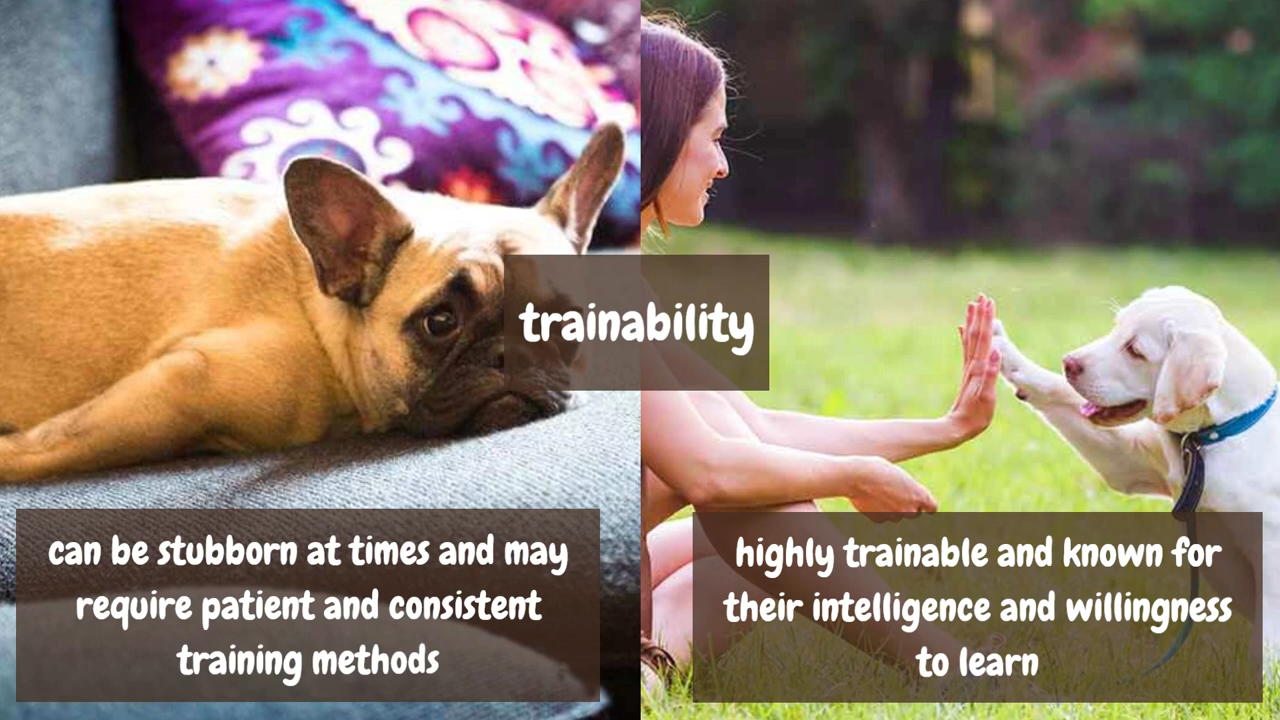 trainability
can be stubborn at times and may
require patient and consistent
training methods
highly trainable and known for
their intelligence and willingness
to learn